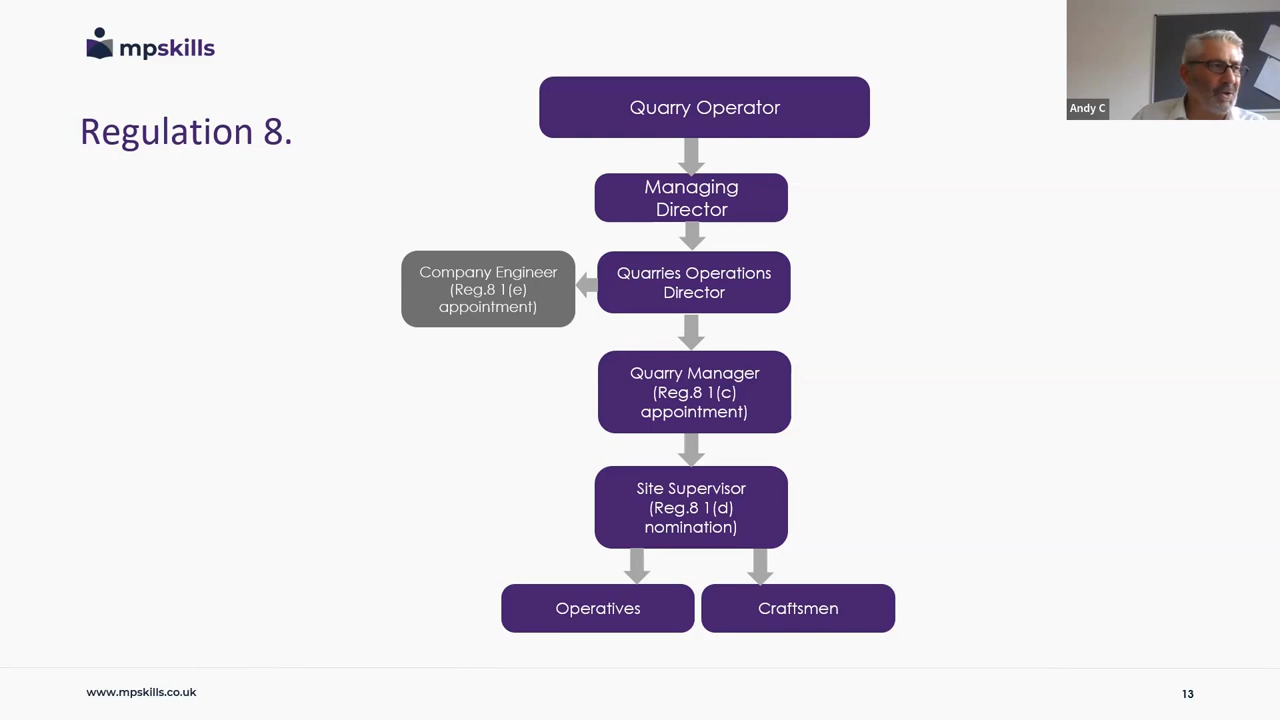 mpskills
Andy C
Regulation 8.
Quarry Operator
Managing
Director
Company Engineer
(Reg.8 1(e)
appointment)
Quarries Operations
Director
Quarry Manager
(Reg.8 1(c)
appointment)
Site Supervisor
(Reg.8 1(d)
nomination)
Operatives
Craftsmen
www.mpskills.co.uk
13